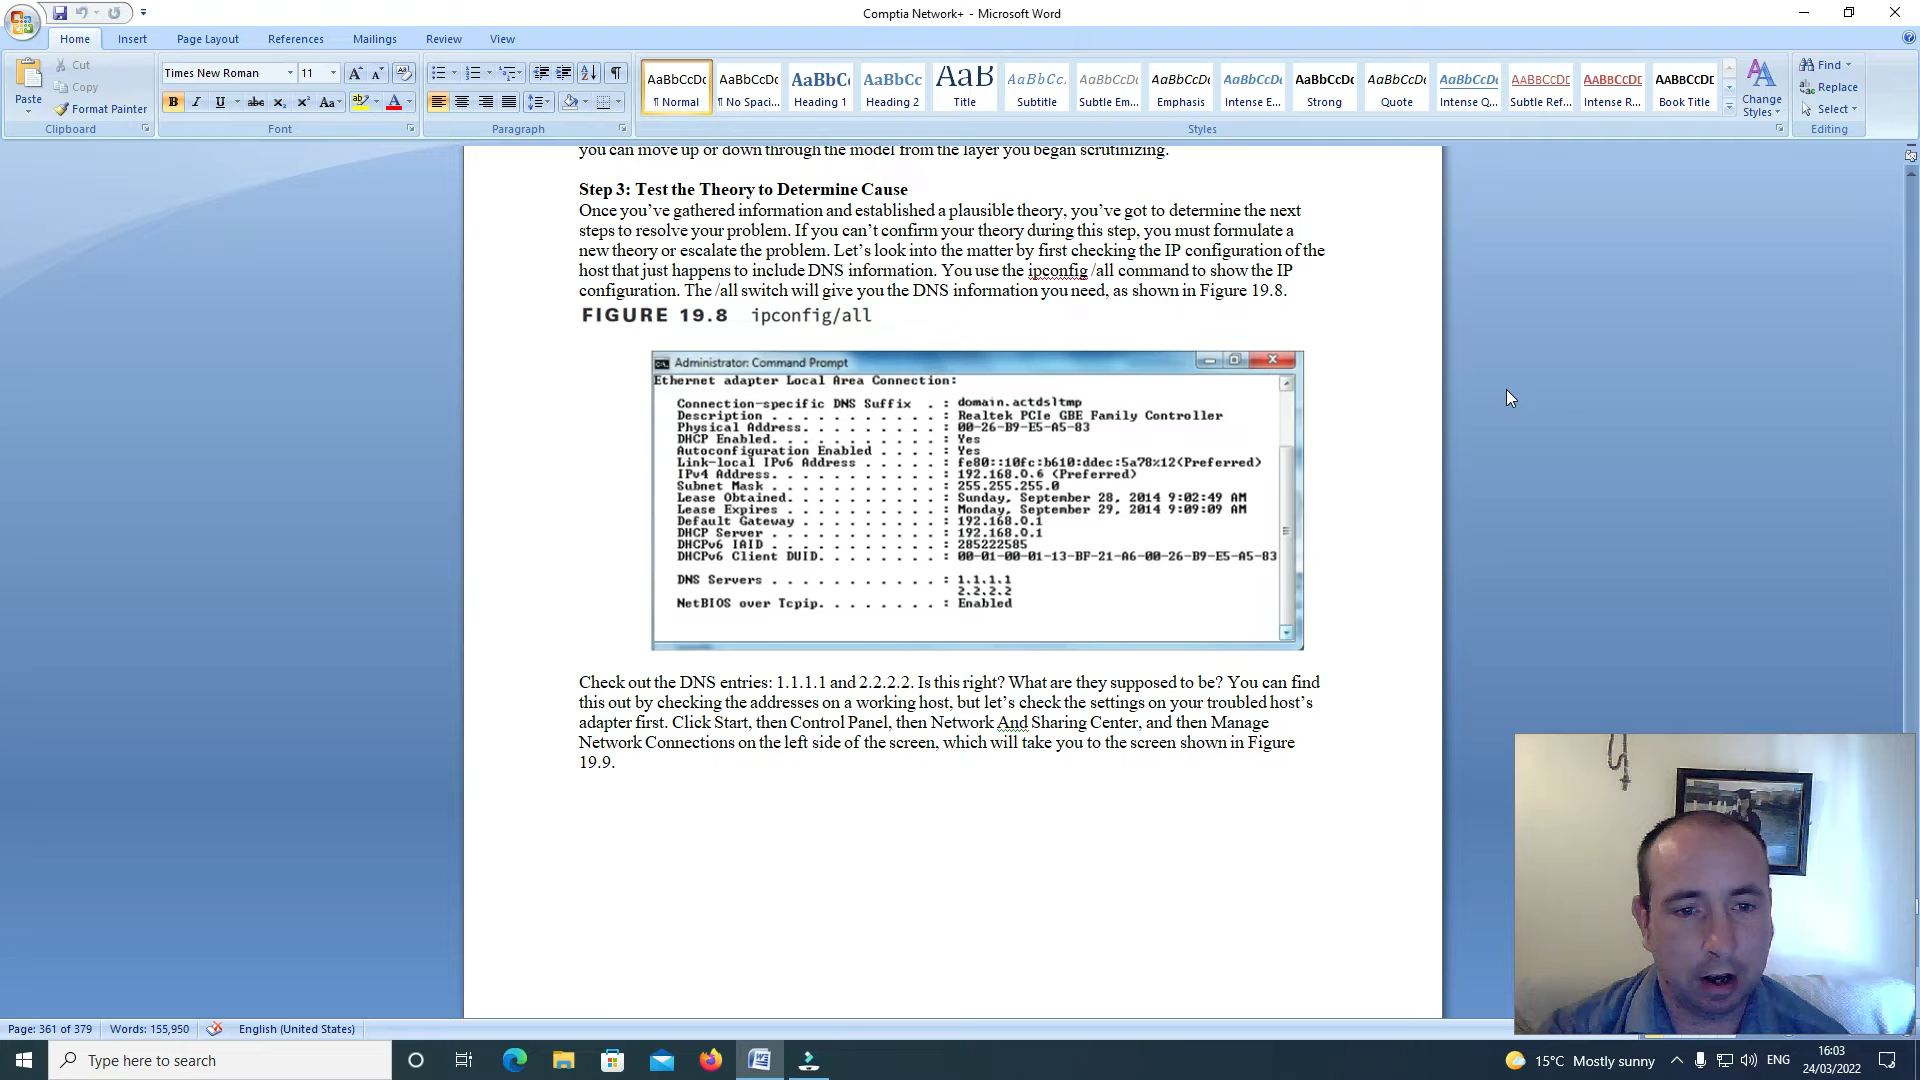 Comptia Network+ - Microsoft Word
Home Insert Page Layout References Mailings Review View
Paste
Cut
Copy
Format Painter
Clipboard
Times New Roman 11
B I U abc x₂ x² Aa A
Font
Paragraph
AaBbCcDc
¶ Normal
AaBbCcDc
¶ No Spaci...
AaBbC(
Heading 1
AaBbCc
Heading 2
AaB
Title
AaBbCc.
Subtitle
AaBbCcDc
Subtle Em...
AaBbCcDc
Emphasis
AaBbCcDc
Intense E...
AaBbCcDc
Strong
AaBbCcDc
Quote
AaBbCcDc
Intense Q...
AABBCCDD
Subtle Ref...
AABBCCDD
Intense R...
AABBCCDD
Book Title
Change
Styles
Styles
Find
Replace
Select
Editing
you can move up or down through the model from the layer you began scrutinizing.
Step 3: Test the Theory to Determine Cause
Once you’ve gathered information and established a plausible theory, you’ve got to determine the next
steps to resolve your problem. If you can’t confirm your theory during this step, you must formulate a
new theory or escalate the problem. Let’s look into the matter by first checking the IP configuration of the
host that just happens to include DNS information. You use the ipconfig /all command to show the IP
configuration. The /all switch will give you the DNS information you need, as shown in Figure 19.8.
FIGURE 19.8 ipconfig/all
Administrator: Command Prompt
Ethernet adapter Local Area Connection:
Connection-specific DNS Suffix . : domain.actdsltmp
Description . . . . . . . . . . . : Realtek PCIe GBE Family Controller
Physical Address. . . . . . . . . : 00-26-B9-E5-A5-83
DHCP Enabled. . . . . . . . . . . : Yes
Autoconfiguration Enabled . . . . : Yes
Link-local IPv6 Address . . . . . : fe80::10fc:b610:ddec:5a78%12(Preferred)
IPv4 Address. . . . . . . . . . . : 192.168.0.6 (Preferred)
Subnet Mask . . . . . . . . . . . : 255.255.255.0
Lease Obtained. . . . . . . . . . : Sunday, September 28, 2014 9:02:49 AM
Lease Expires . . . . . . . . . . : Monday, September 29, 2014 9:09:09 AM
Default Gateway . . . . . . . . . : 192.168.0.1
DHCP Server . . . . . . . . . . . : 192.168.0.1
DHCPv6 IAID . . . . . . . . . . . : 285222585
DHCPv6 Client DUID. . . . . . . . : 00-01-00-01-13-BF-21-A6-00-26-B9-E5-A5-83
DNS Servers . . . . . . . . . . . : 1.1.1.1
2.2.2.2
NetBIOS over Tcpip. . . . . . . . : Enabled
Check out the DNS entries: 1.1.1.1 and 2.2.2.2. Is this right? What are they supposed to be? You can find
this out by checking the addresses on a working host, but let’s check the settings on your troubled host’s
adapter first. Click Start, then Control Panel, then Network And Sharing Center, and then Manage
Network Connections on the left side of the screen, which will take you to the screen shown in Figure
19.9.
Page: 361 of 379 Words: 155,950 English (United States)
Type here to search
15°C Mostly sunny ENG
16:03
24/03/2022